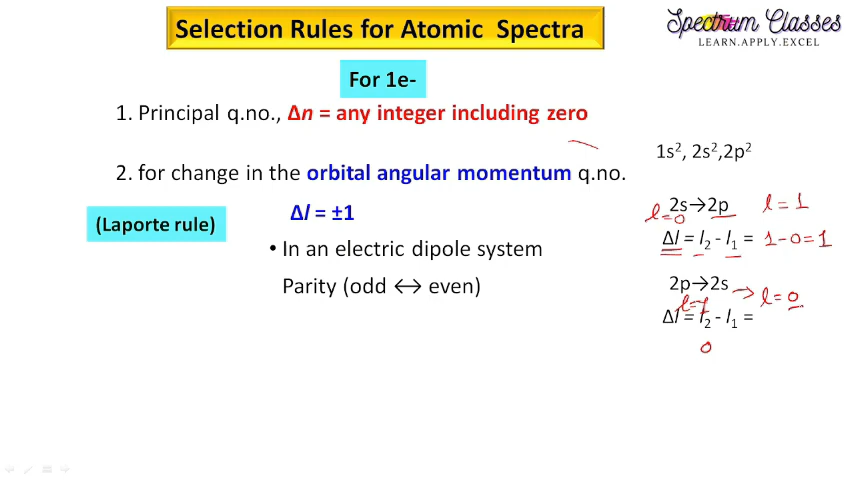 Selection Rules for Atomic Spectra
Spectrum Classes
LEARN.APPLY.EXCEL
For 1e-
1. Principal q.no., Δn = any integer including zero
1s², 2s²,2p²
2. for change in the orbital angular momentum q.no.
2s→2p l = 1
l=0
(Laporte rule)
Δl = ±1
Δl = l₂ - l₁ = 1-0=1
• In an electric dipole system
Parity (odd ↔ even)
2p→2s → l=0
l=1
Δl = l₂ - l₁ =
0